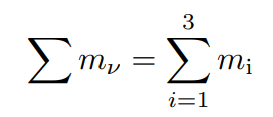 ∑ m_ν = ∑_{i=1}^{3} m_i